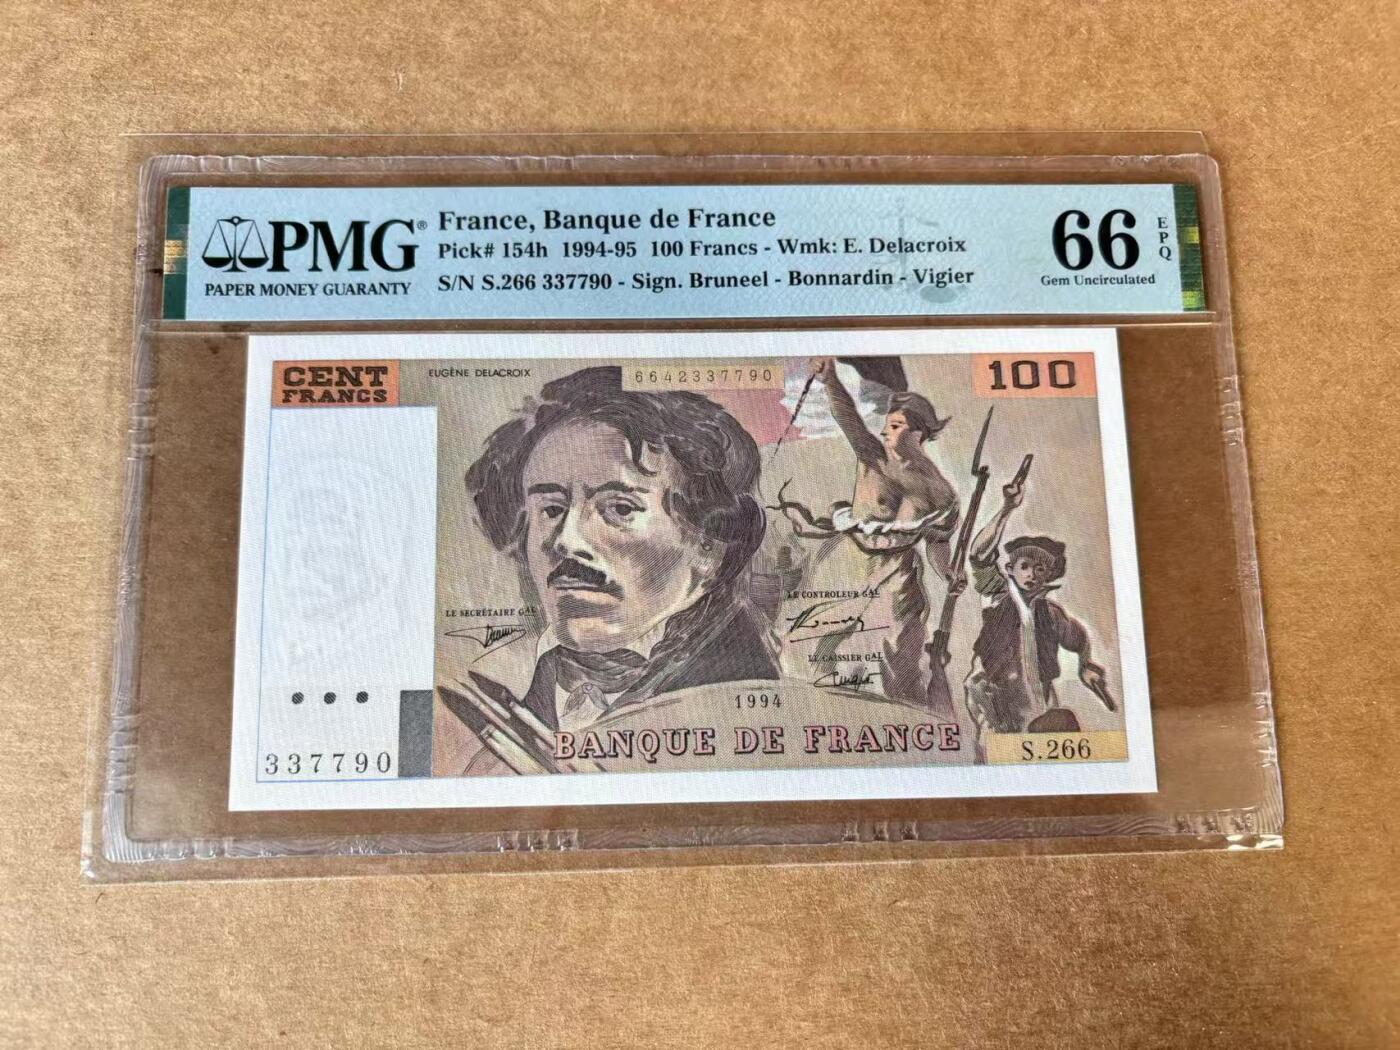 PMG®
PAPER MONEY GUARANTY
France, Banque de France
Pick# 154h 1994-95 100 Francs - Wmk: E. Delacroix
S/N S.266 337790 - Sign. Bruneel - Bonnardin - Vigier
66
EPQ
Gem Uncirculated
CENT
FRANCS
EUGÈNE DELACROIX
6642337790
100
LE SECRÉTAIRE GAL
LE CONTROLEUR GAL
LE CAISSIER GAL
1994
BANQUE DE FRANCE
337790
S.266